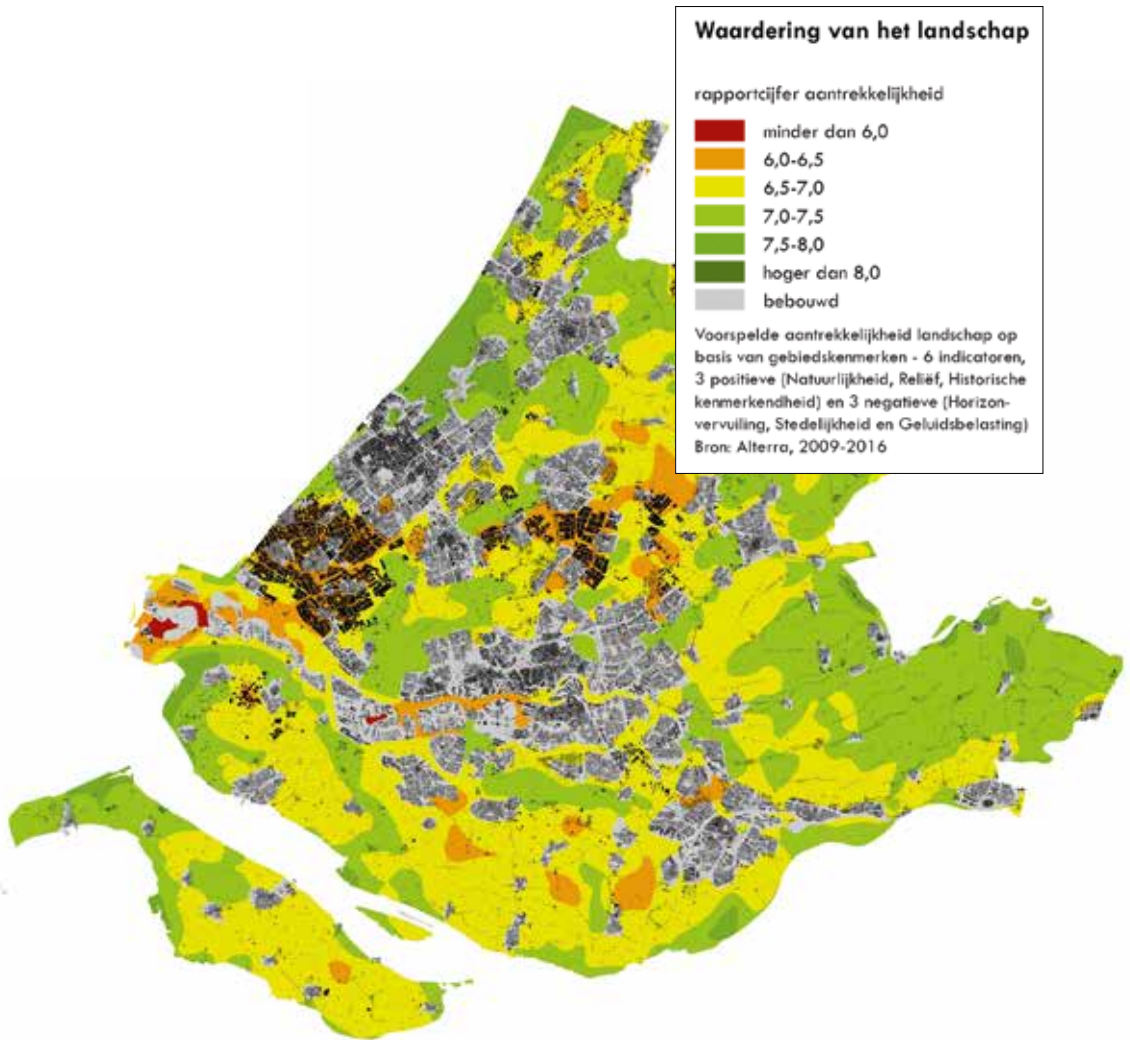 Waardering van het landschap
rapportcijfer aantrekkelijkheid
minder dan 6,0
6,0-6,5
6,5-7,0
7,0-7,5
7,5-8,0
hoger dan 8,0
bebouwd
Voorspelde aantrekkelijkheid landschap op
basis van gebiedskenmerken - 6 indicatoren,
3 positieve (Natuurlijkheid, Reliëf, Historische
kenmerkendheid) en 3 negatieve (Horizon-
vervuiling, Stedelijkheid en Geluidsbelasting)
Bron: Alterra, 2009-2016